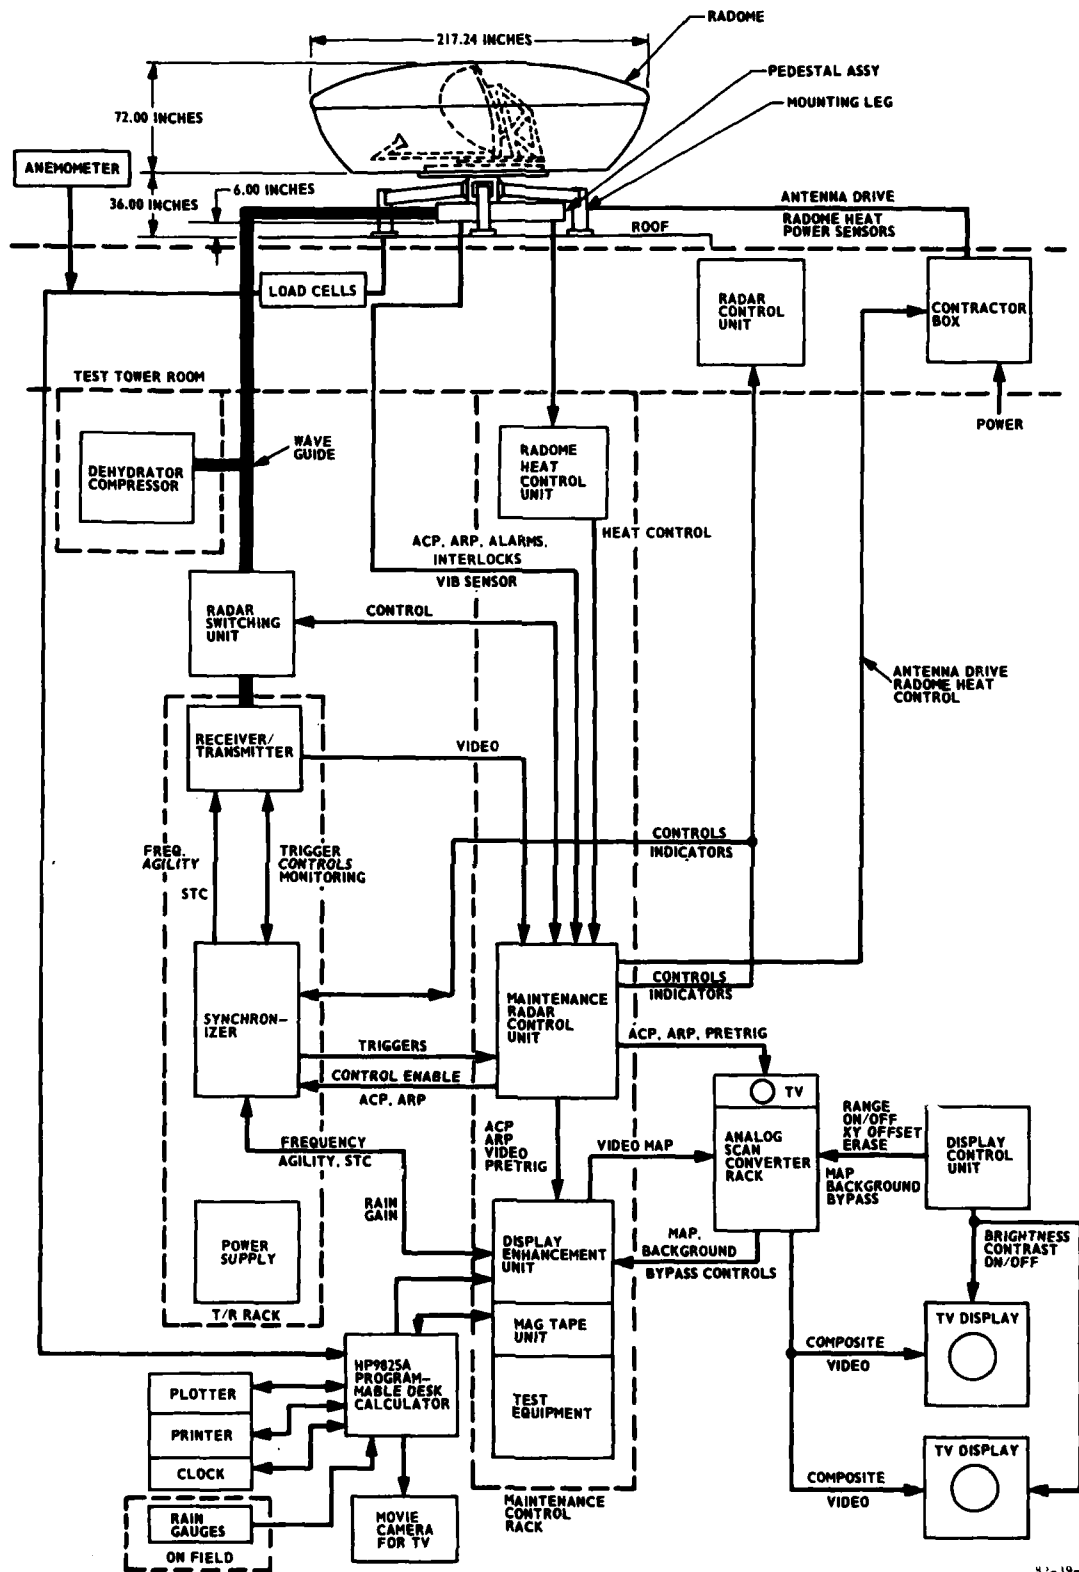 RADOME
217.24 INCHES
PEDESTAL ASSY
MOUNTING LEG
72.00 INCHES
ANEMOMETER
6.00 INCHES
36.00 INCHES
ANTENNA DRIVE
RADOME HEAT
POWER SENSORS
ROOF
LOAD CELLS
RADAR
CONTROL
UNIT
CONTRACTOR
BOX
TEST TOWER ROOM
POWER
WAVE
GUIDE
DEHYDRATOR
COMPRESSOR
RADOME
HEAT
CONTROL
UNIT
HEAT CONTROL
ACP, ARP, ALARMS,
INTERLOCKS
VIB SENSOR
RADAR
SWITCHING
UNIT
CONTROL
ANTENNA DRIVE
RADOME HEAT
CONTROL
RECEIVER/
TRANSMITTER
VIDEO
FREQ.
AGILITY
STC
TRIGGER
CONTROLS
MONITORING
CONTROLS
INDICATORS
SYNCHRON-
IZER
MAINTENANCE
RADAR
CONTROL
UNIT
CONTROLS
INDICATORS
TRIGGERS
CONTROL ENABLE
ACP, ARP
ACP, ARP, PRETRIG
TV
ANALOG
SCAN
CONVERTER
RACK
RANGE
ON/OFF
XY OFFSET
ERASE
MAP
BACKGROUND
BYPASS
DISPLAY
CONTROL
UNIT
FREQUENCY
AGILITY, STC
ACP
ARP
VIDEO
PRETRIG
VIDEO MAP
RAIN
GAIN
POWER
SUPPLY
T/R RACK
DISPLAY
ENHANCEMENT
UNIT
MAP,
BACKGROUND
BYPASS CONTROLS
BRIGHTNESS
CONTRAST
ON/OFF
MAG TAPE
UNIT
TEST
EQUIPMENT
TV DISPLAY
COMPOSITE
VIDEO
HP9825A
PROGRAM-
MABLE DESK
CALCULATOR
PLOTTER
PRINTER
CLOCK
TV DISPLAY
COMPOSITE
VIDEO
RAIN
GAUGES
ON FIELD
MOVIE
CAMERA
FOR TV
MAINTENANCE
CONTROL
RACK